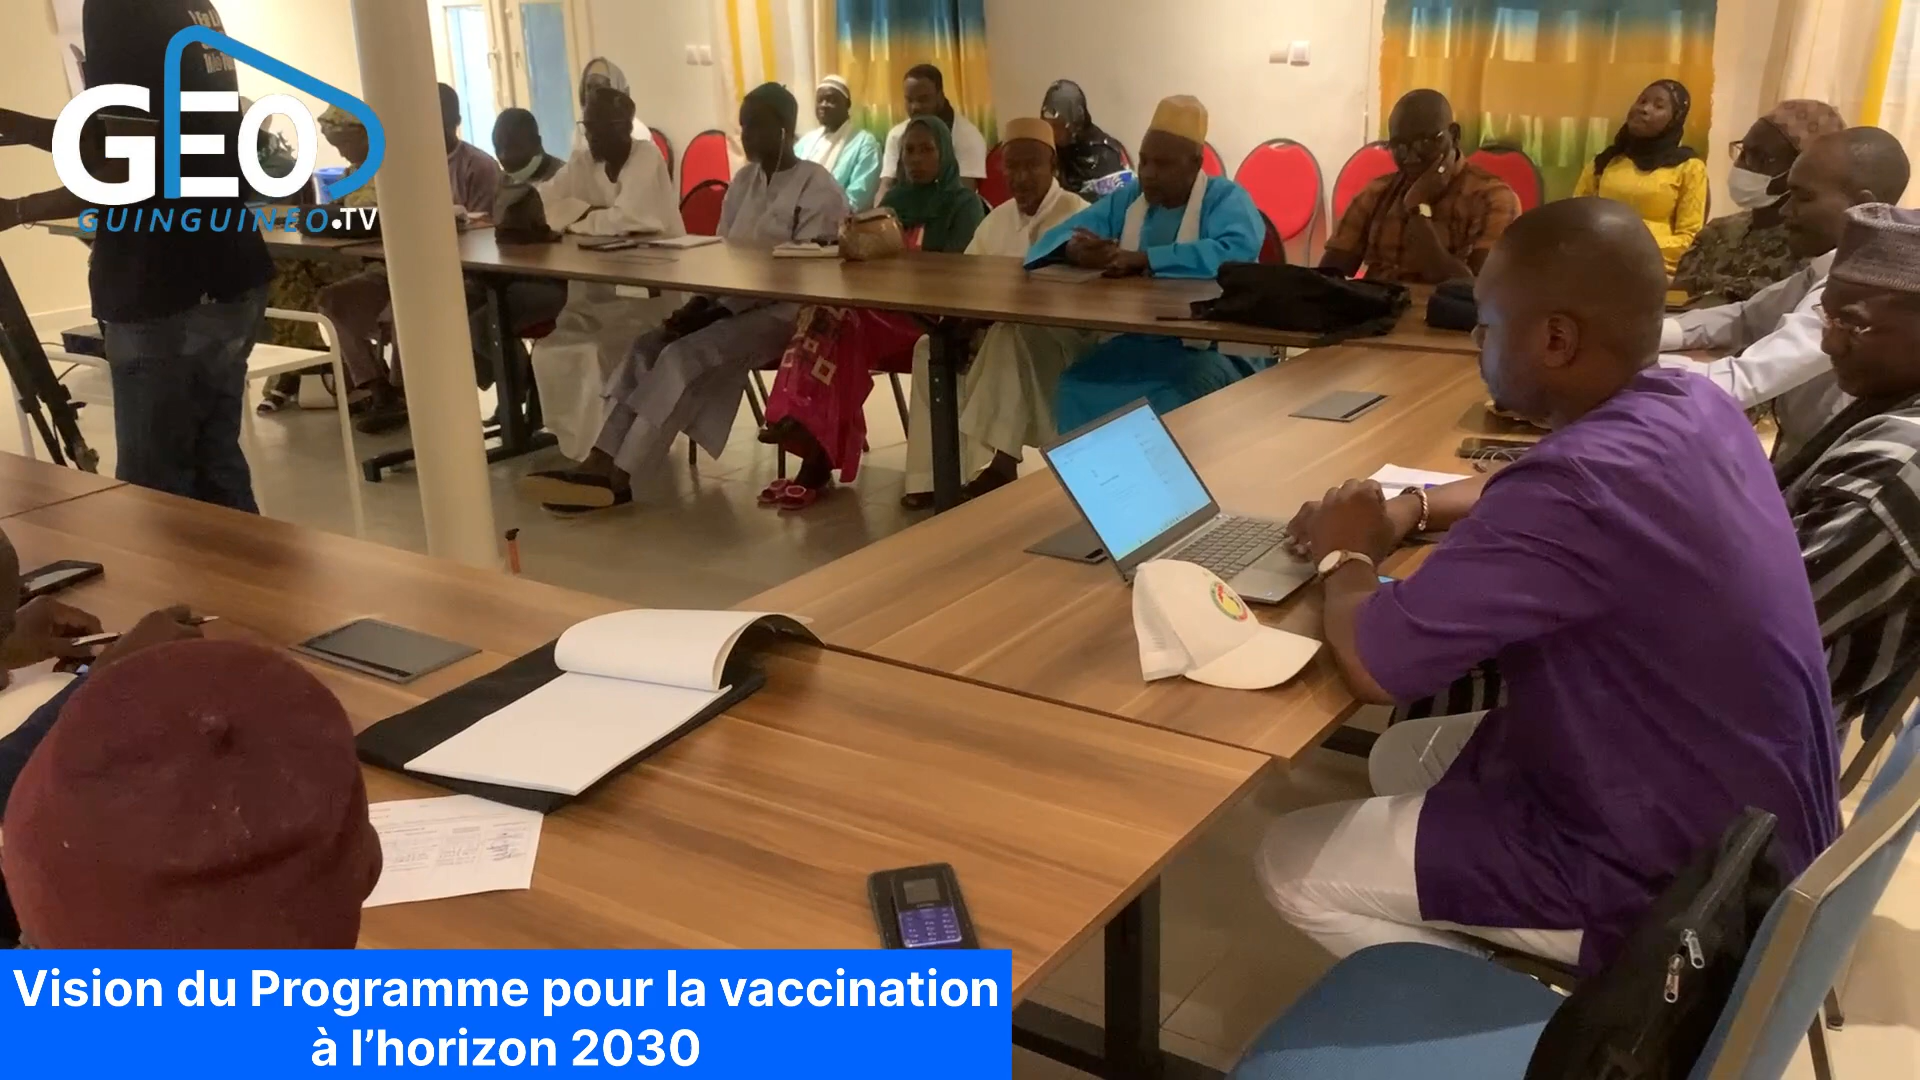 GEO
GUINGUINEO.TV
Vision du Programme pour la vaccination
à l’horizon 2030